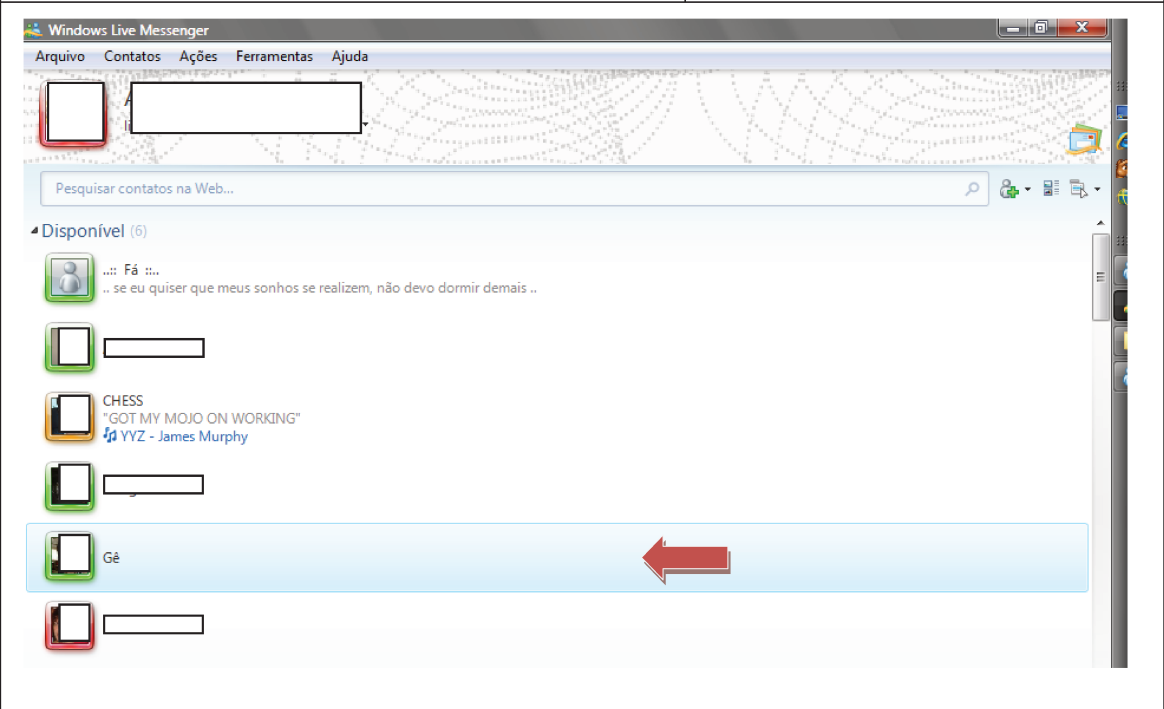 Windows Live Messenger
Arquivo Contatos Ações Ferramentas Ajuda
Pesquisar contatos na Web...
Disponível (6)
..:: Fá ::..
.. se eu quiser que meus sonhos se realizem, não devo dormir demais ..
CHESS
"GOT MY MOJO ON WORKING"
YYZ - James Murphy
Gê